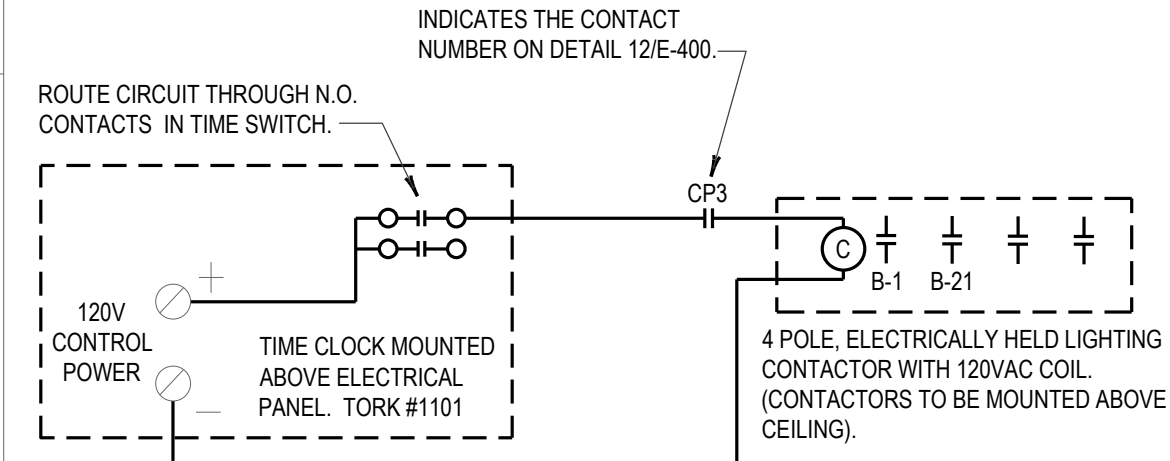 INDICATES THE CONTACT
NUMBER ON DETAIL 12/E-400.
ROUTE CIRCUIT THROUGH N.O.
CONTACTS IN TIME SWITCH.
CP3
C
B-1
B-21
+
120V
CONTROL
POWER
—
TIME CLOCK MOUNTED
ABOVE ELECTRICAL
PANEL. TORK #1101
4 POLE, ELECTRICALLY HELD LIGHTING
CONTACTOR WITH 120VAC COIL.
(CONTACTORS TO BE MOUNTED ABOVE
CEILING).